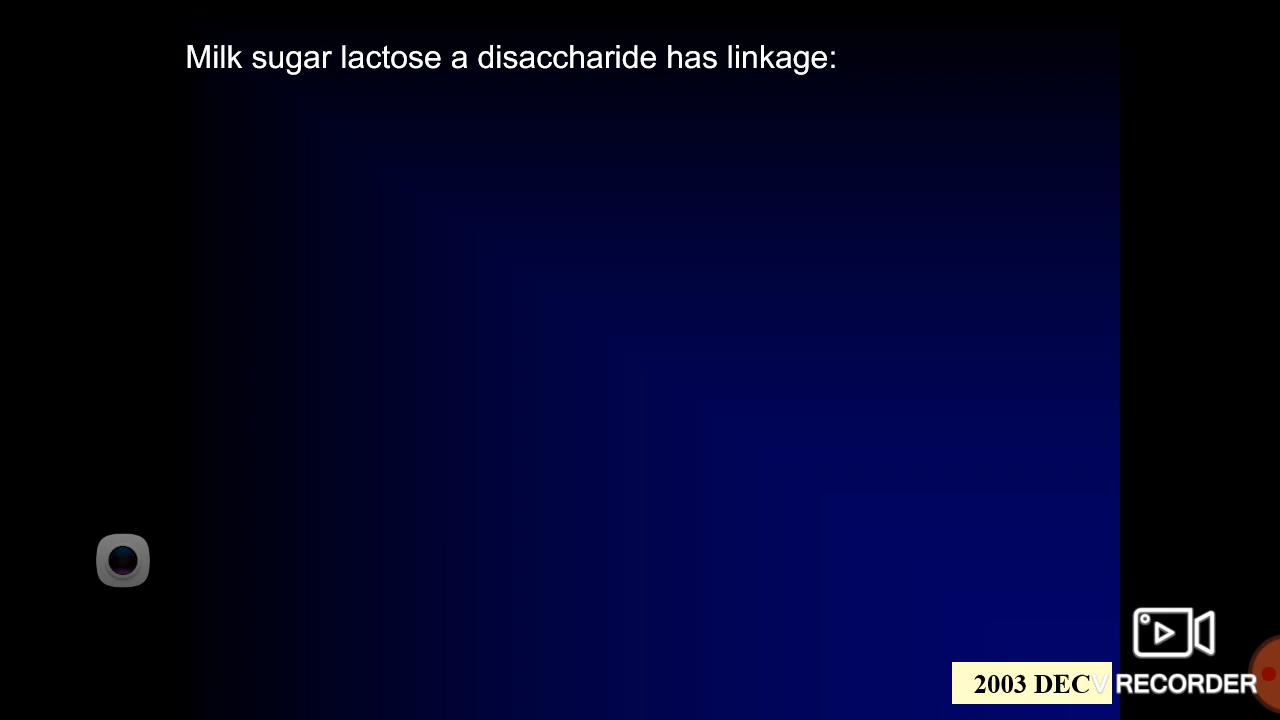 Milk sugar lactose a disaccharide has linkage:
2003 DEC
V RECORDER